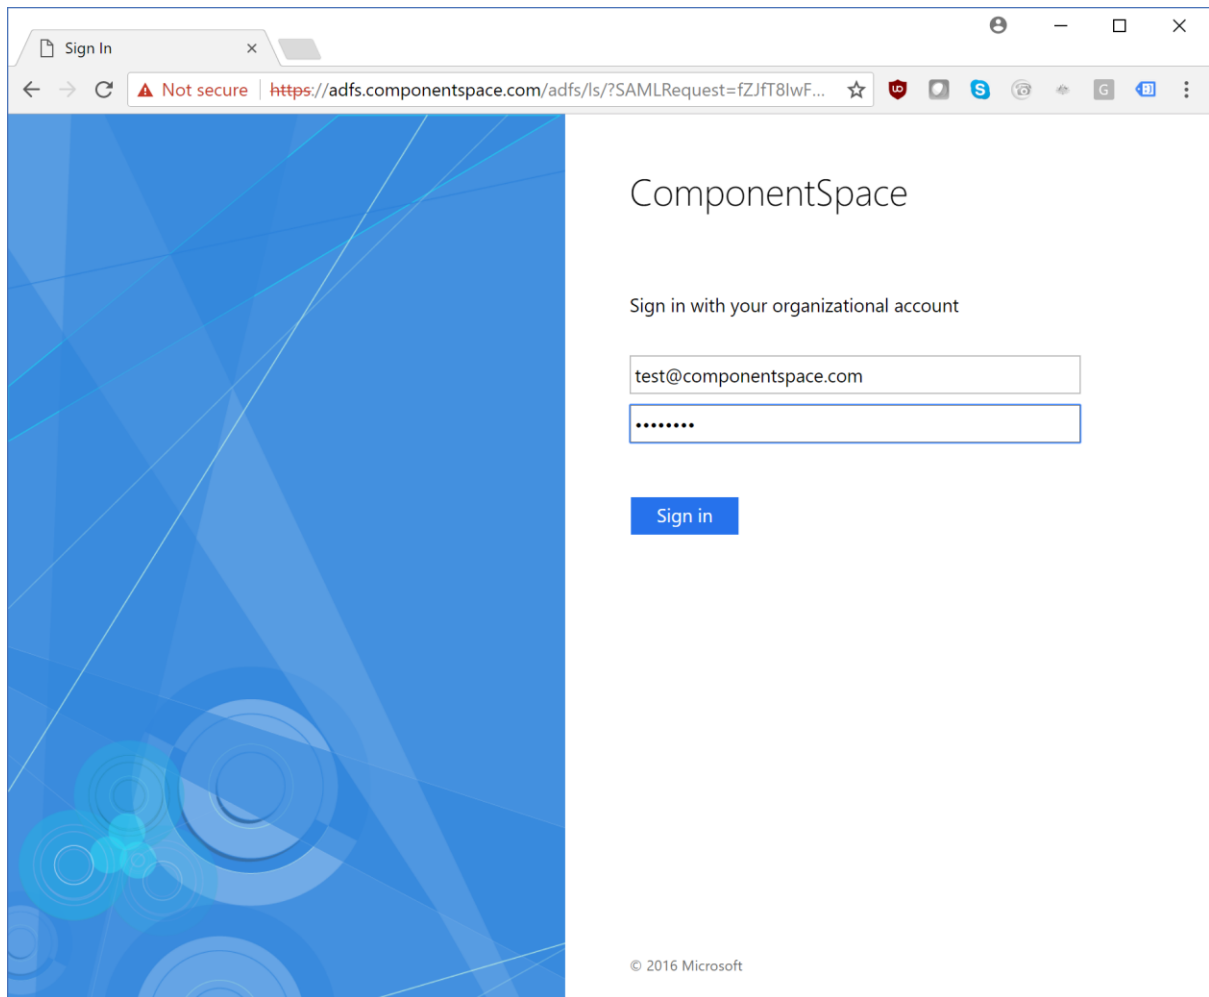 Sign In
Not secure https://adfs.componentspace.com/adfs/ls/?SAMLRequest=fZJfT8IwF...
ComponentSpace
Sign in with your organizational account
test@componentspace.com
••••••••
Sign in
© 2016 Microsoft